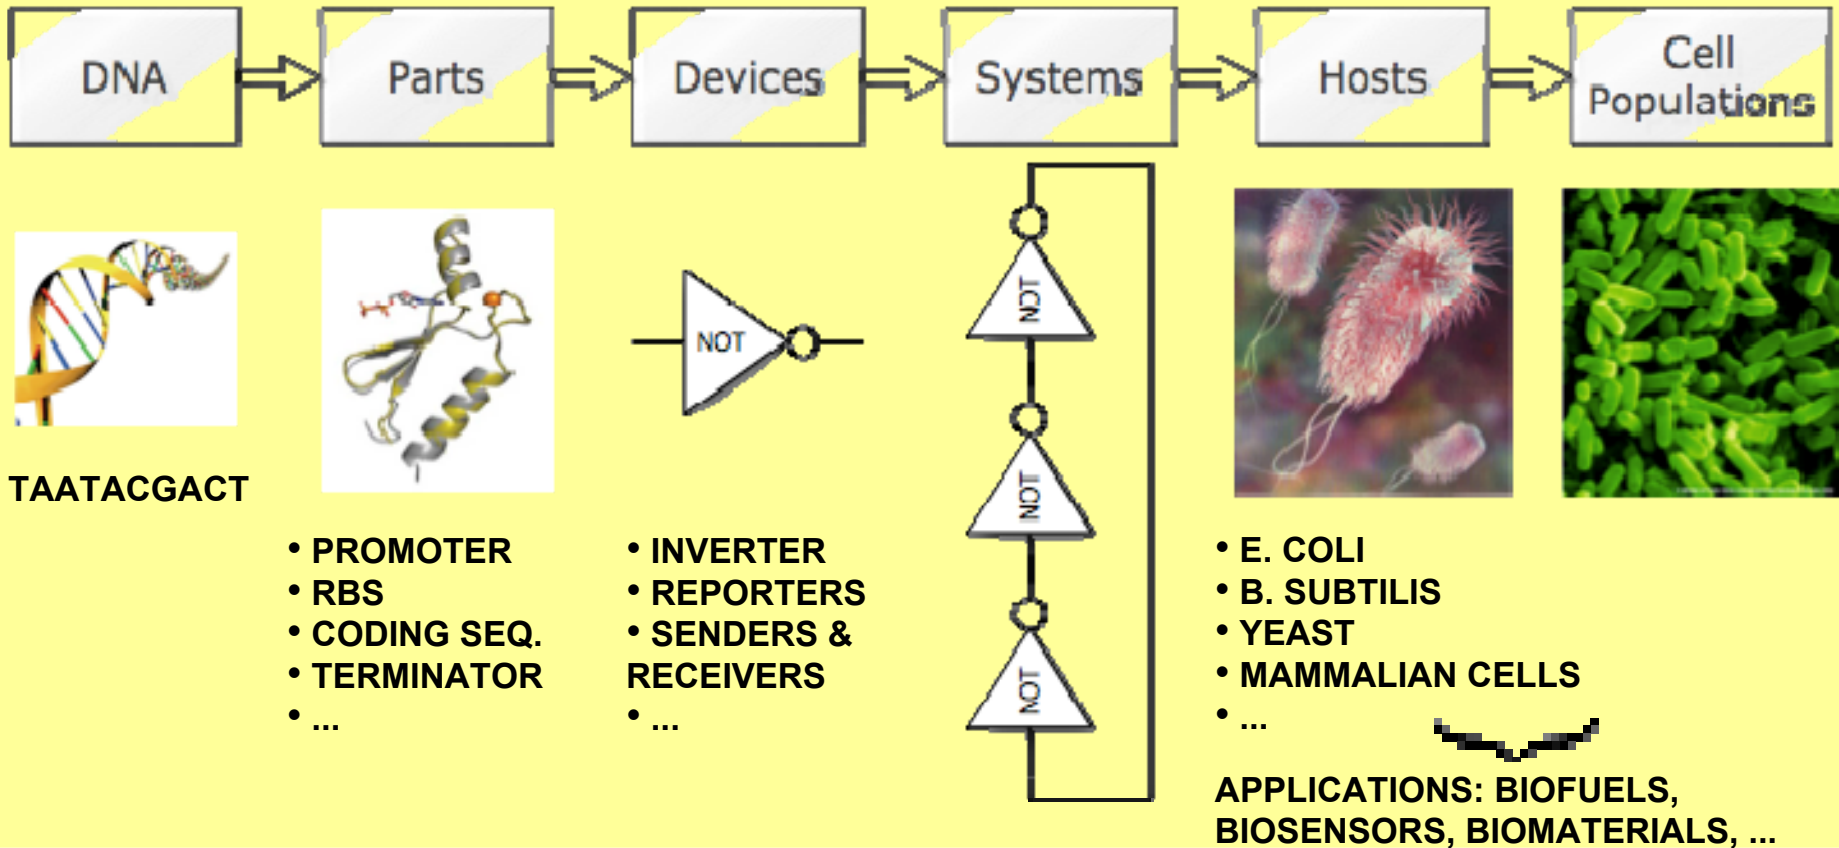 DNA
Parts
Devices
Systems
Hosts
Cell
Populations
TAATACGACT
• PROMOTER
• RBS
• CODING SEQ.
• TERMINATOR
• ...
NOT
• INVERTER
• REPORTERS
• SENDERS &
RECEIVERS
• ...
NOT
NOT
NOT
• E. COLI
• B. SUBTILIS
• YEAST
• MAMMALIAN CELLS
• ...
APPLICATIONS: BIOFUELS,
BIOSENSORS, BIOMATERIALS, ...